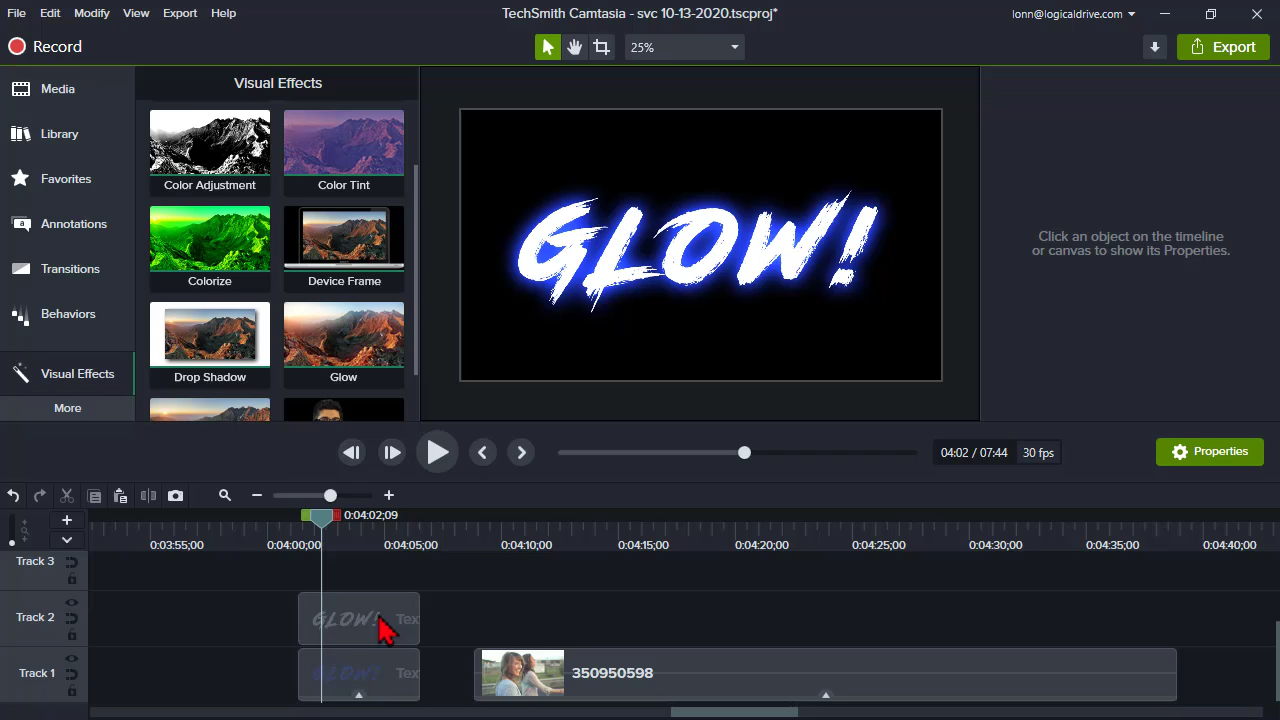 File Edit Modify View Export Help
TechSmith Camtasia - svc 10-13-2020.tscproj*
lonn@logicaldrive.com
Record
25%
Export
Media
Library
Favorites
Annotations
Transitions
Behaviors
Visual Effects
More
Visual Effects
Color Adjustment
Color Tint
Colorize
Device Frame
Drop Shadow
Glow
GLOW!
Click an object on the timeline
or canvas to show its Properties.
04:02 / 07:44
30 fps
Properties
0:04:02;09
0:03:55;00 0:04:00;00 0:04:05;00 0:04:10;00 0:04:15;00 0:04:20;00 0:04:25;00 0:04:30;00 0:04:35;00 0:04:40;00
Track 3
Track 2
GLOW! Tex
Track 1
GLOW! Tex
350950598